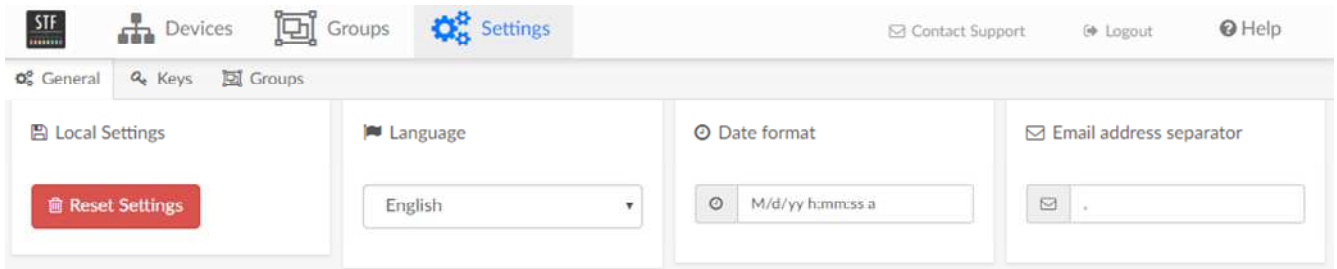 STF Devices Groups Settings Contact Support Logout Help
General Keys Groups
Local Settings Language Date format Email address separator
Reset Settings English M/d/yy h:mm:ss a ,